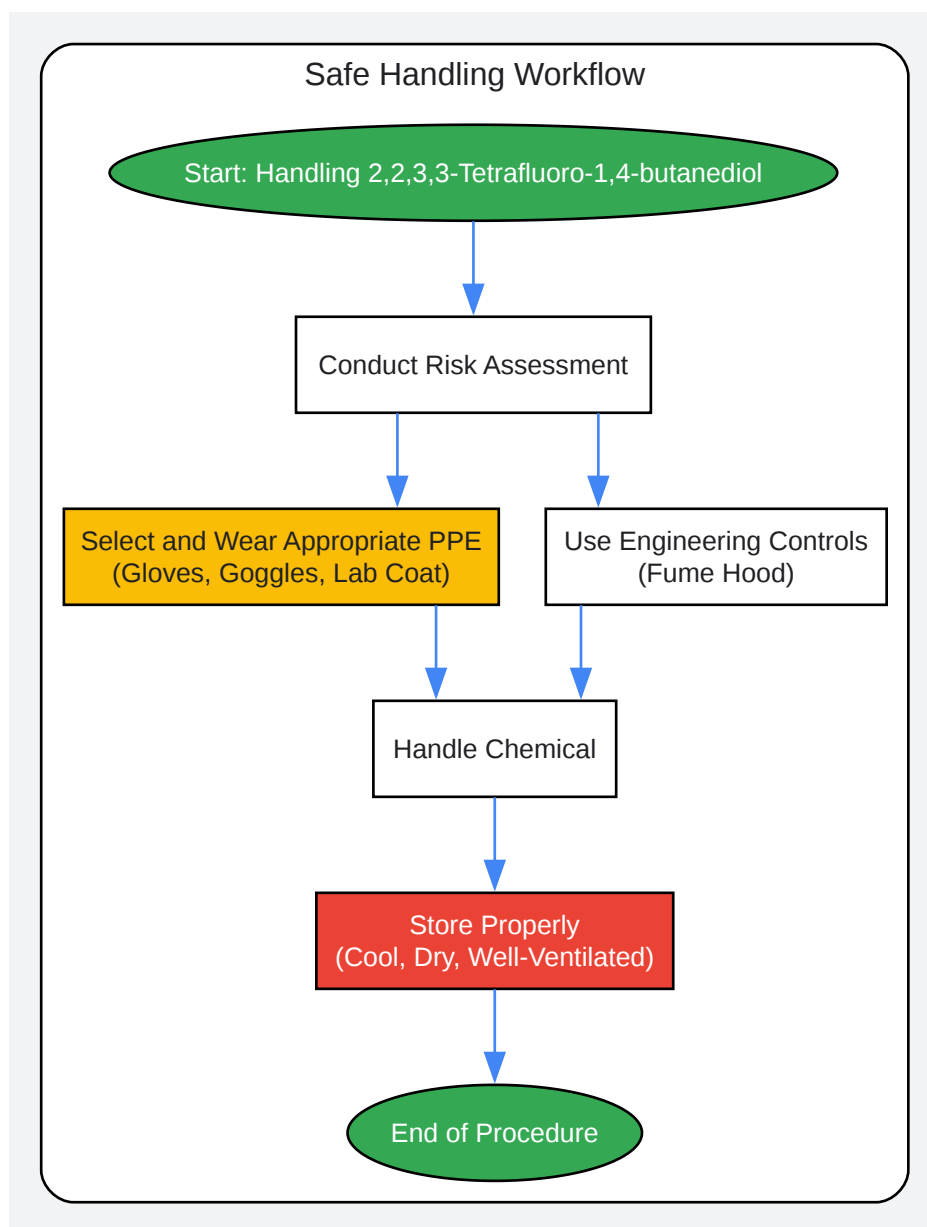 Safe Handling Workflow
Start: Handling 2,2,3,3-Tetrafluoro-1,4-butanediol
Conduct Risk Assessment
Select and Wear Appropriate PPE
(Gloves, Goggles, Lab Coat)
Use Engineering Controls
(Fume Hood)
Handle Chemical
Store Properly
(Cool, Dry, Well-Ventilated)
End of Procedure